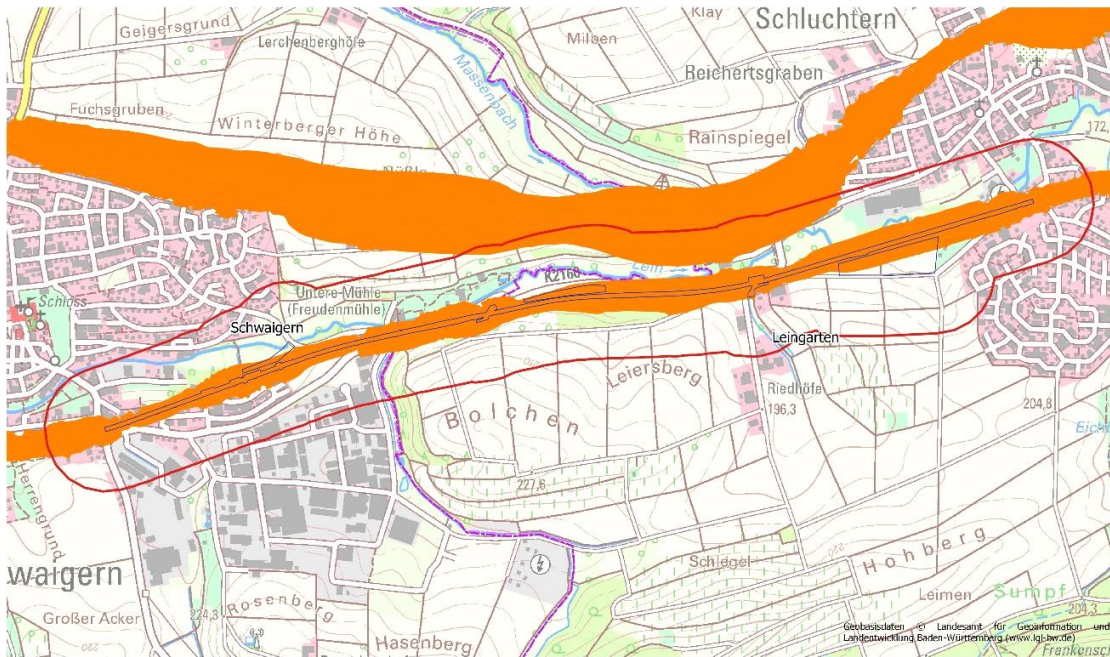 Geigersgrund
Klay
Schluchtern
Lerchenberghöfe
Milben
Massenbach
Reichertsgraben
Fuchsgruben
Winterberger Höhe
Rainspiegel
172
Lein
K2160
Untere-Mühle
(Freudenmühle)
Schloss
Schwaigern
Leingarten
Leiersberg
Riedhöfe
Bolchen
196,3
204,8
227,6
Herrengrund
waigern
Schlegel
Hohberg
Leimen
Sumpf
224,3
Rosenberg
Großer Acker
220
Hasenberg
204,3
Geobasisdaten © Landesamt für Geoinformation und
Landentwicklung Baden-Württemberg (www.lgl-bw.de)